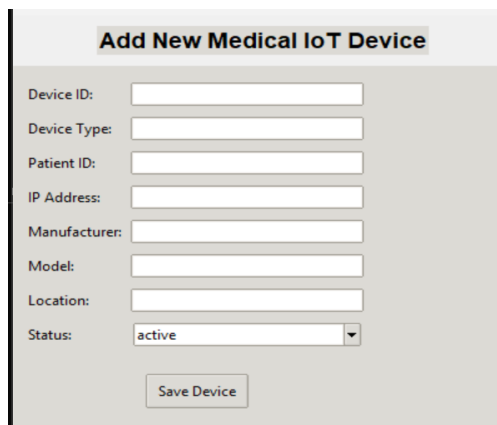 Add New Medical IoT Device
Device ID:
Device Type:
Patient ID:
IP Address:
Manufacturer:
Model:
Location:
Status: active
Save Device